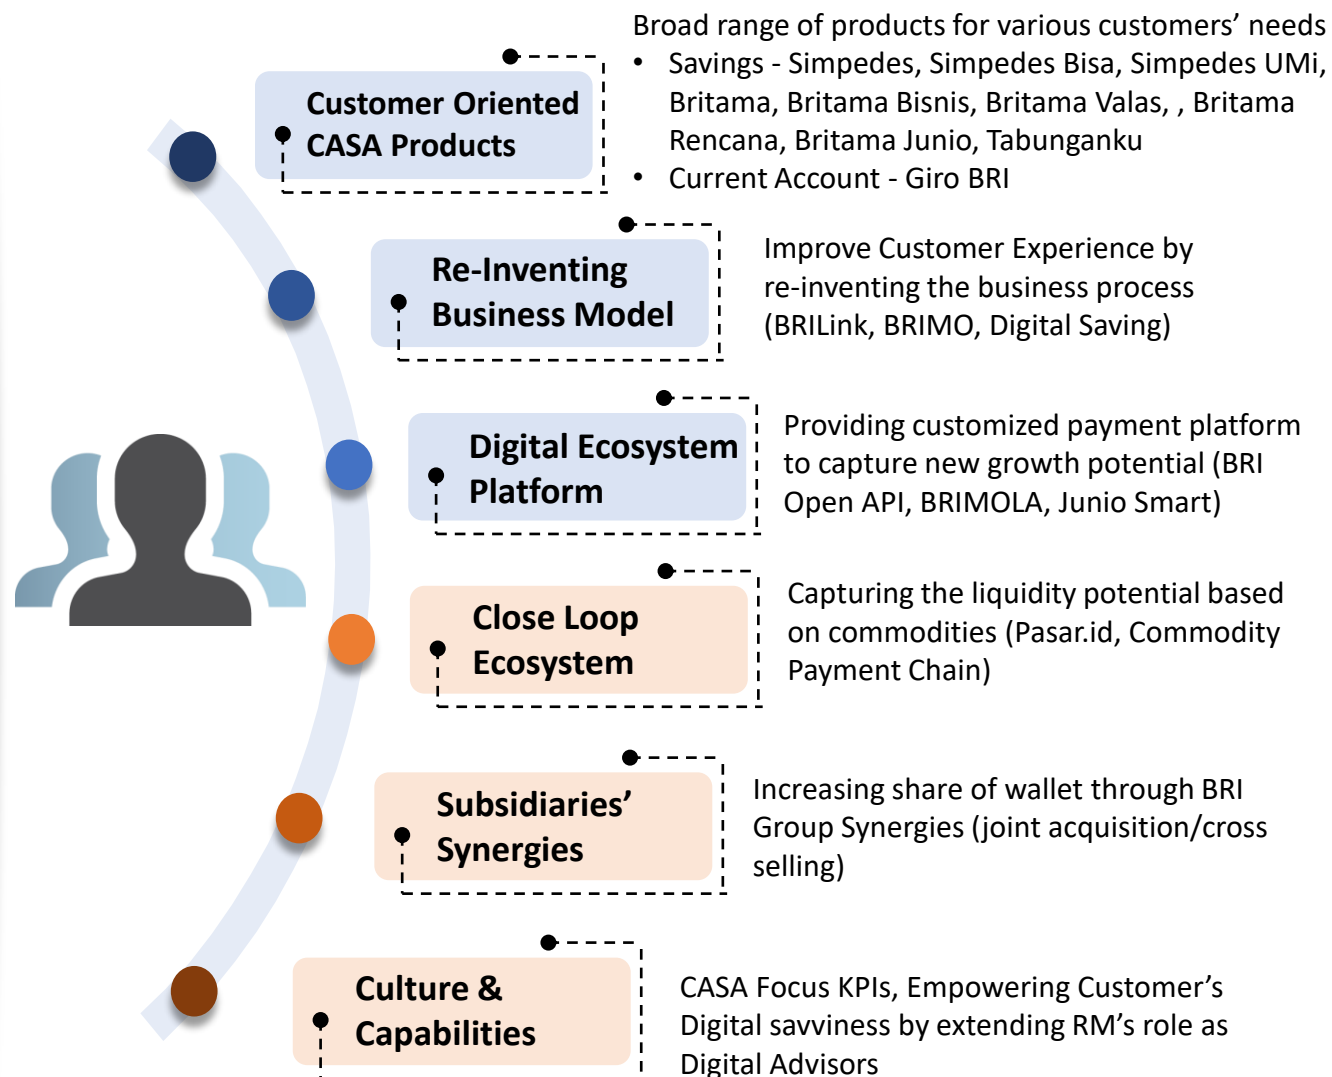 Broad range of products for various customers’ needs
• Savings - Simpedes, Simpedes Bisa, Simpedes UMi,
Britama, Britama Bisnis, Britama Valas, , Britama
Rencana, Britama Junio, Tabunganku
• Current Account - Giro BRI
Customer Oriented
CASA Products
Re-Inventing
Business Model
Improve Customer Experience by
re-inventing the business process
(BRILink, BRIMO, Digital Saving)
Digital Ecosystem
Platform
Providing customized payment platform
to capture new growth potential (BRI
Open API, BRIMOLA, Junio Smart)
Close Loop
Ecosystem
Capturing the liquidity potential based
on commodities (Pasar.id, Commodity
Payment Chain)
Subsidiaries’
Synergies
Increasing share of wallet through BRI
Group Synergies (joint acquisition/cross
selling)
Culture &
Capabilities
CASA Focus KPIs, Empowering Customer’s
Digital savviness by extending RM’s role as
Digital Advisors